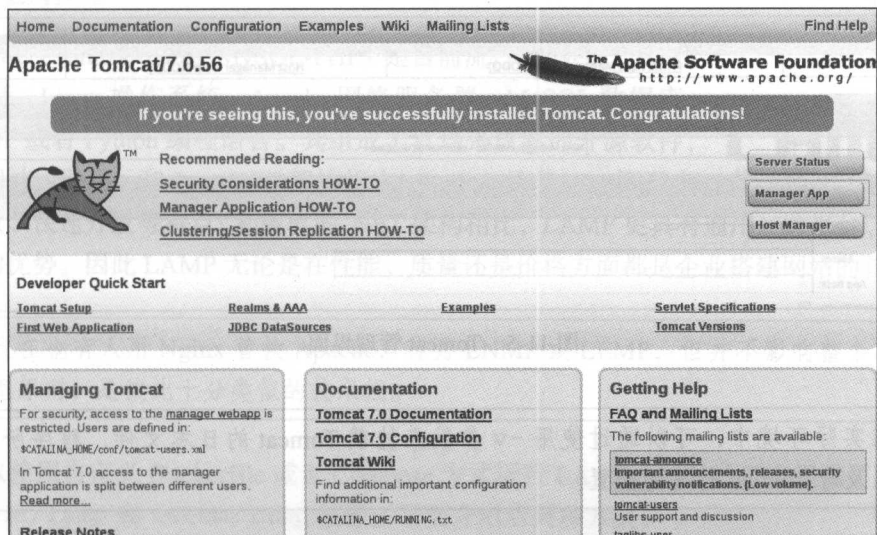 Home Documentation Configuration Examples Wiki Mailing Lists Find Help
Apache Tomcat/7.0.56
The Apache Software Foundation
http://www.apache.org/
If you're seeing this, you've successfully installed Tomcat. Congratulations!
TM
Recommended Reading:
Security Considerations HOW-TO
Manager Application HOW-TO
Clustering/Session Replication HOW-TO
Server Status
Manager App
Host Manager
Developer Quick Start
Tomcat Setup
First Web Application
Realms & AAA
JDBC DataSources
Examples
Servlet Specifications
Tomcat Versions
Managing Tomcat
For security, access to the manager webapp is
restricted. Users are defined in:
$CATALINA_HOME/conf/tomcat-users.xml
In Tomcat 7.0 access to the manager
application is split between different users.
Read more...
Release Notes
Documentation
Tomcat 7.0 Documentation
Tomcat 7.0 Configuration
Tomcat Wiki
Find additional important configuration
information in:
$CATALINA_HOME/RUNNING.txt
Getting Help
FAQ and Mailing Lists
The following mailing lists are available:
tomcat-announce
Important announcements, releases, security
vulnerability notifications. (Low volume).
tomcat-users
User support and discussion
taglibs-user